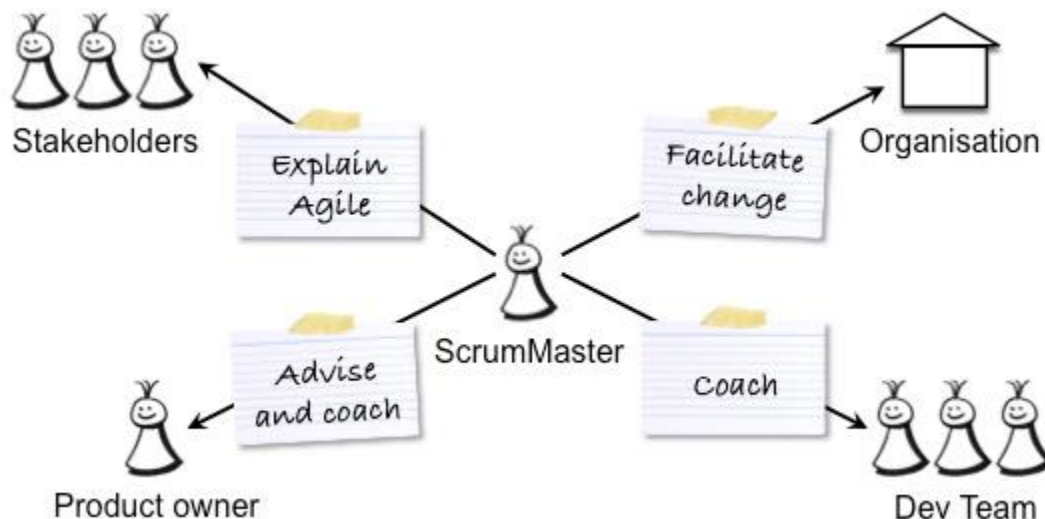 Stakeholders
Organisation
Explain
Agile
Facilitate
change
ScrumMaster
Advise
and coach
Coach
Product owner
Dev Team